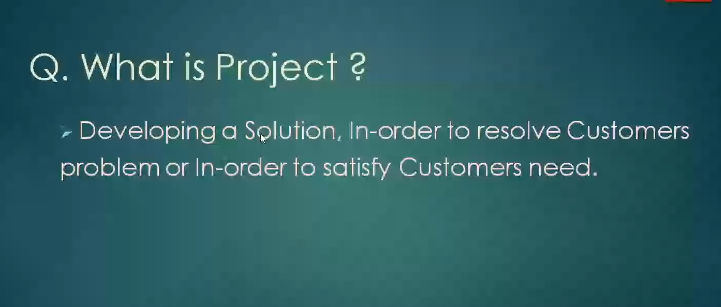 Q. What is Project ?
Developing a Solution, In-order to resolve Customers
problem or In-order to satisfy Customers need.